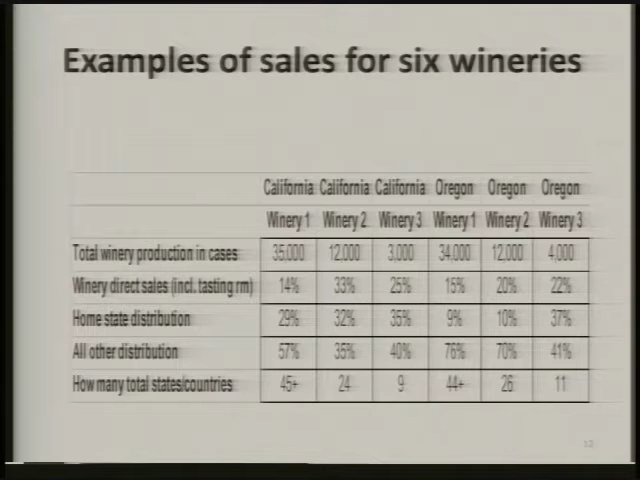 Examples of sales for six wineries
California California California Oregon Oregon Oregon
Winery 1 Winery 2 Winery 3 Winery 1 Winery 2 Winery 3
Total winery production in cases 35,000 12,000 3,000 34,000 12,000 4,000
Winery direct sales (incl. tasting rm) 14% 33% 25% 15% 20% 22%
Home state distribution 29% 32% 35% 9% 10% 37%
All other distribution 57% 35% 40% 76% 70% 41%
How many total states/countries 45+ 24 9 44+ 26 11
12